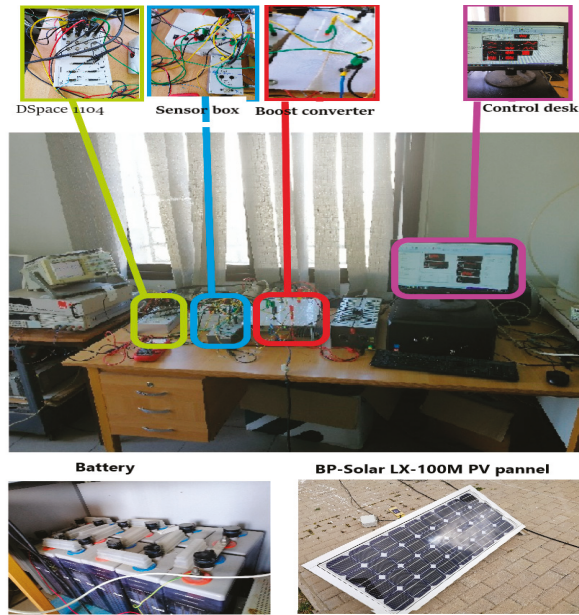 DSpace 1104
Sensor box
Boost converter
Control desk
Battery
BP-Solar LX-100M PV pannel